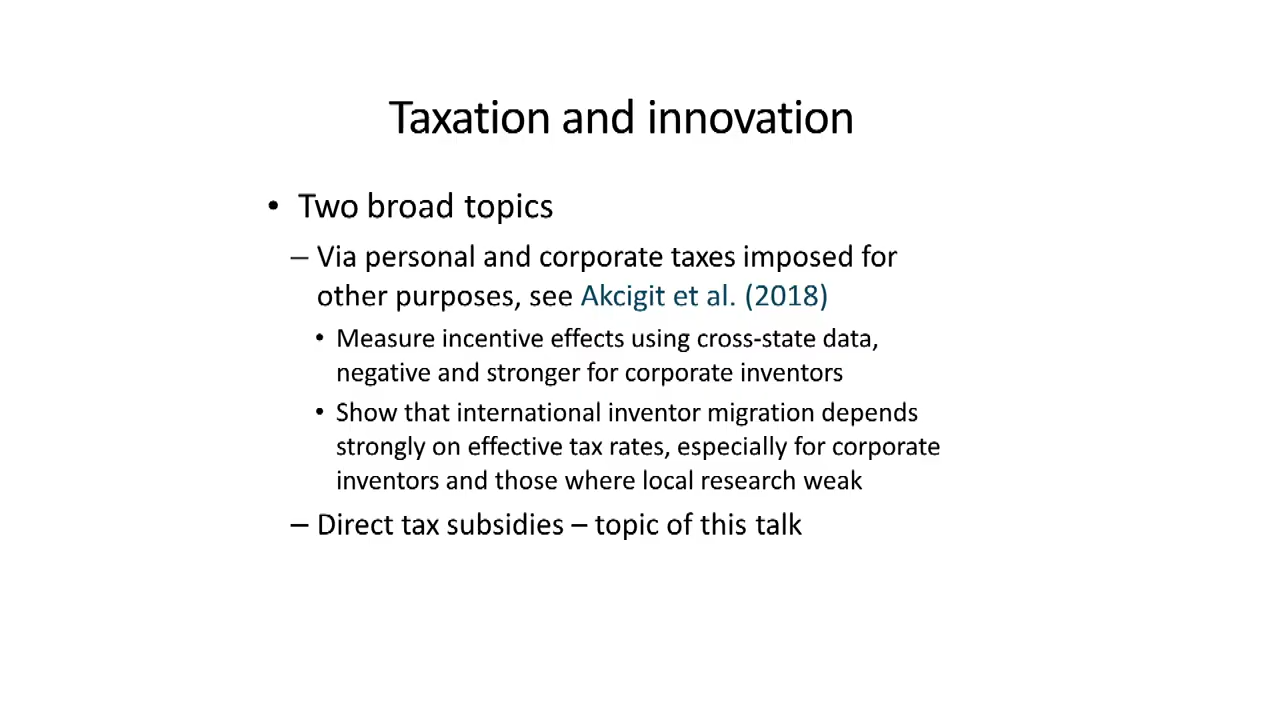 Taxation and innovation
• Two broad topics
– Via personal and corporate taxes imposed for
other purposes, see Akcigit et al. (2018)
• Measure incentive effects using cross-state data,
negative and stronger for corporate inventors
• Show that international inventor migration depends
strongly on effective tax rates, especially for corporate
inventors and those where local research weak
– Direct tax subsidies – topic of this talk